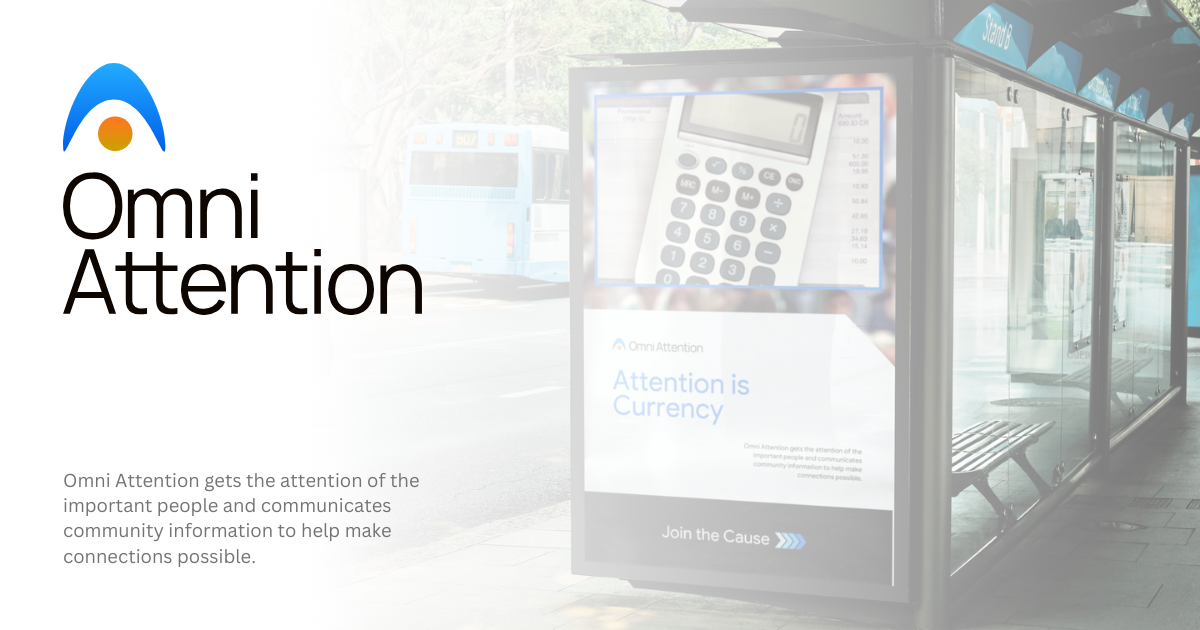 Omni
Attention
Omni Attention gets the attention of the
important people and communicates
community information to help make
connections possible.
Stand B
507
Amount
0
CE
MRC
M-
M+
÷
7
8
9
×
4
5
6
−
1
2
3
0
Omni Attention
Attention is
Currency
Omni Attention gets the attention of the
important people and communicates
community information to help make
connections possible.
Join the Cause